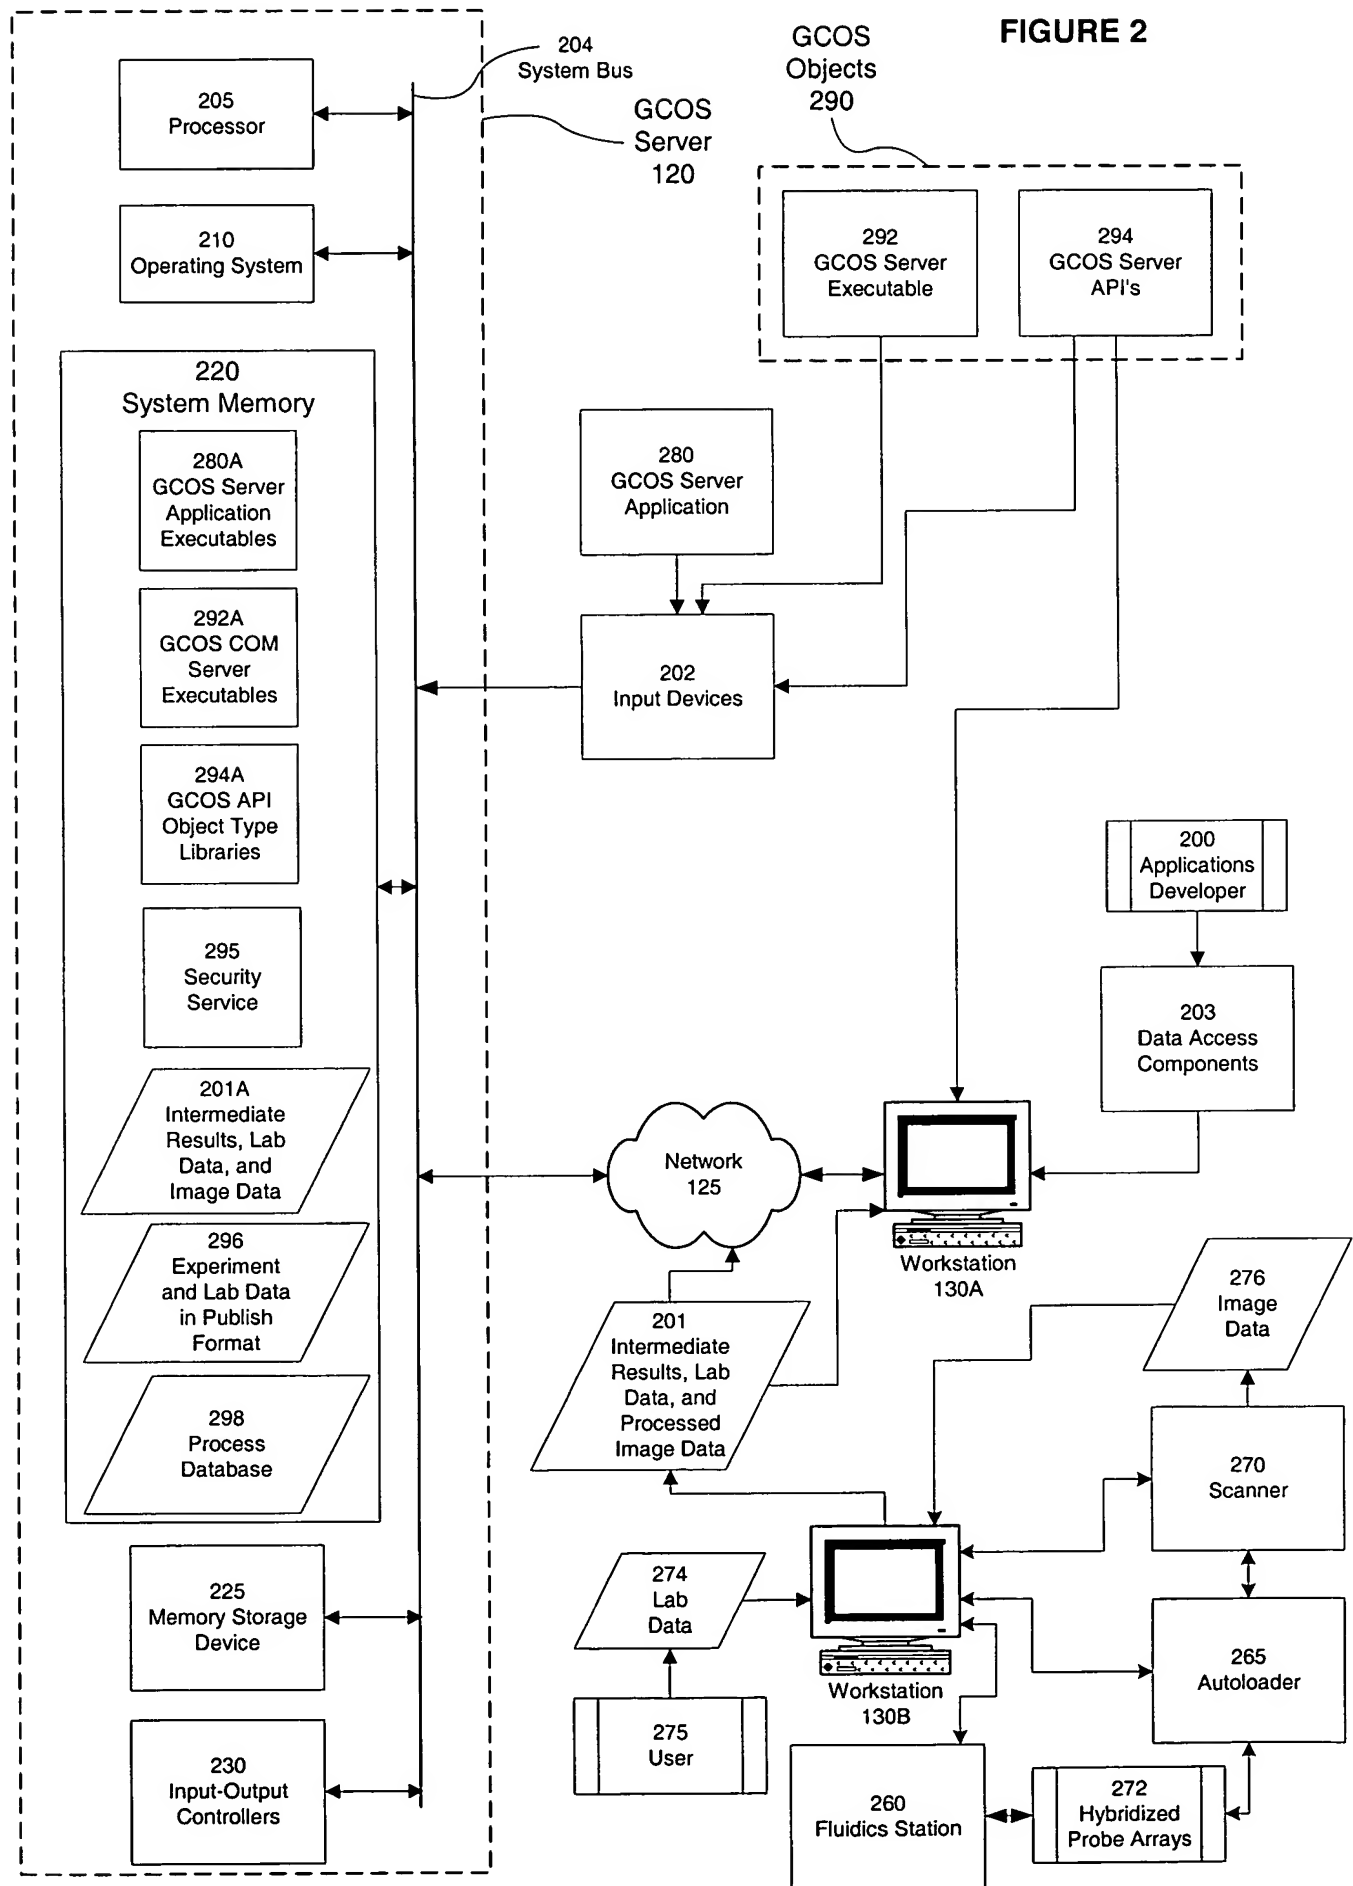 FIGURE 2
204
System Bus
GCOS
Server
120
GCOS
Objects
290
205
Processor
210
Operating System
220
System Memory
280A
GCOS Server
Application
Executables
292A
GCOS COM
Server
Executables
294A
GCOS API
Object Type
Libraries
295
Security
Service
201A
Intermediate
Results, Lab
Data, and
Image Data
296
Experiment
and Lab Data
in Publish
Format
298
Process
Database
225
Memory Storage
Device
230
Input-Output
Controllers
292
GCOS Server
Executable
294
GCOS Server
API's
280
GCOS Server
Application
202
Input Devices
200
Applications
Developer
203
Data Access
Components
Network
125
Workstation
130A
201
Intermediate
Results, Lab
Data, and
Processed
Image Data
276
Image
Data
270
Scanner
274
Lab
Data
Workstation
130B
265
Autoloader
275
User
260
Fluidics Station
272
Hybridized
Probe Arrays